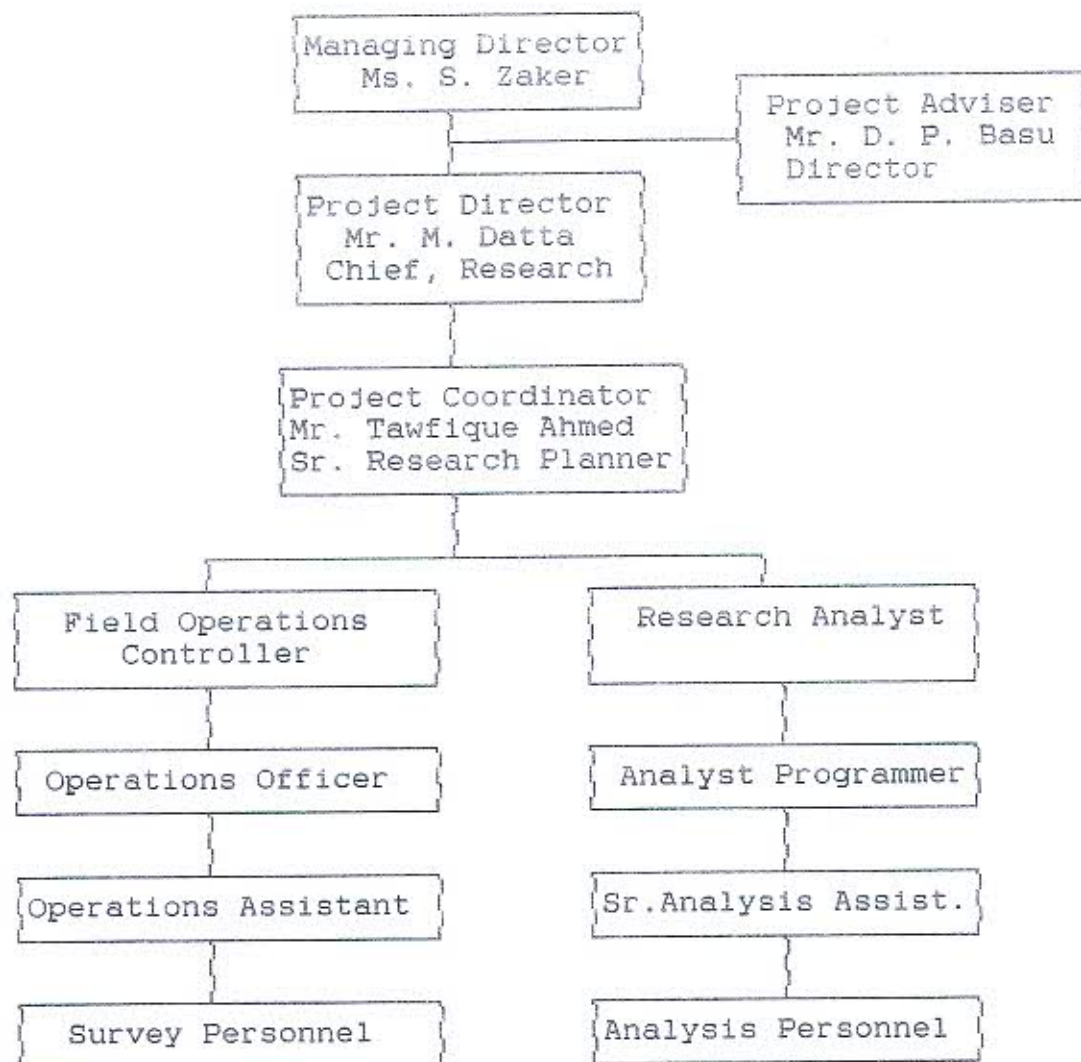 Managing Director
Ms. S. Zaker
Project Adviser
Mr. D. P. Basu
Director
Project Director
Mr. M. Datta
Chief, Research
Project Coordinator
Mr. Tawfique Ahmed
Sr. Research Planner
Field Operations
Controller
Research Analyst
Operations Officer
Analyst Programmer
Operations Assistant
Sr.Analysis Assist.
Survey Personnel
Analysis Personnel